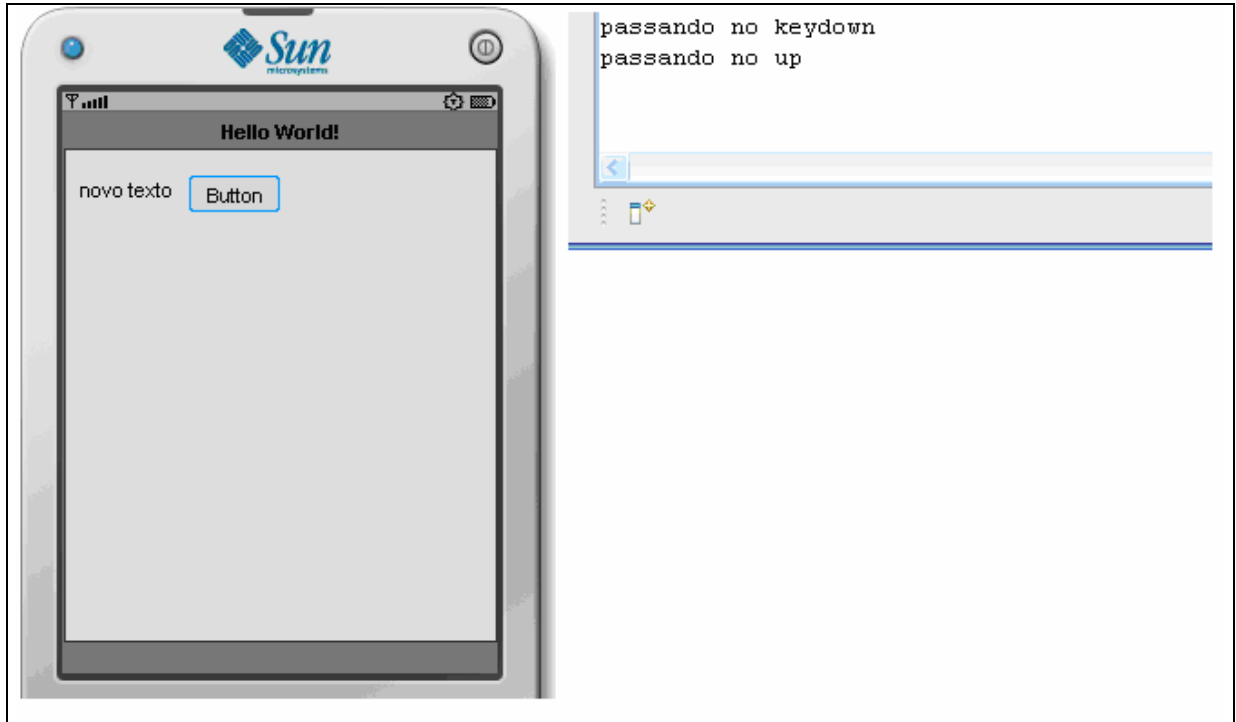 Sun
microsystems
Hello World!
novo texto
Button
passando no keydown
passando no up